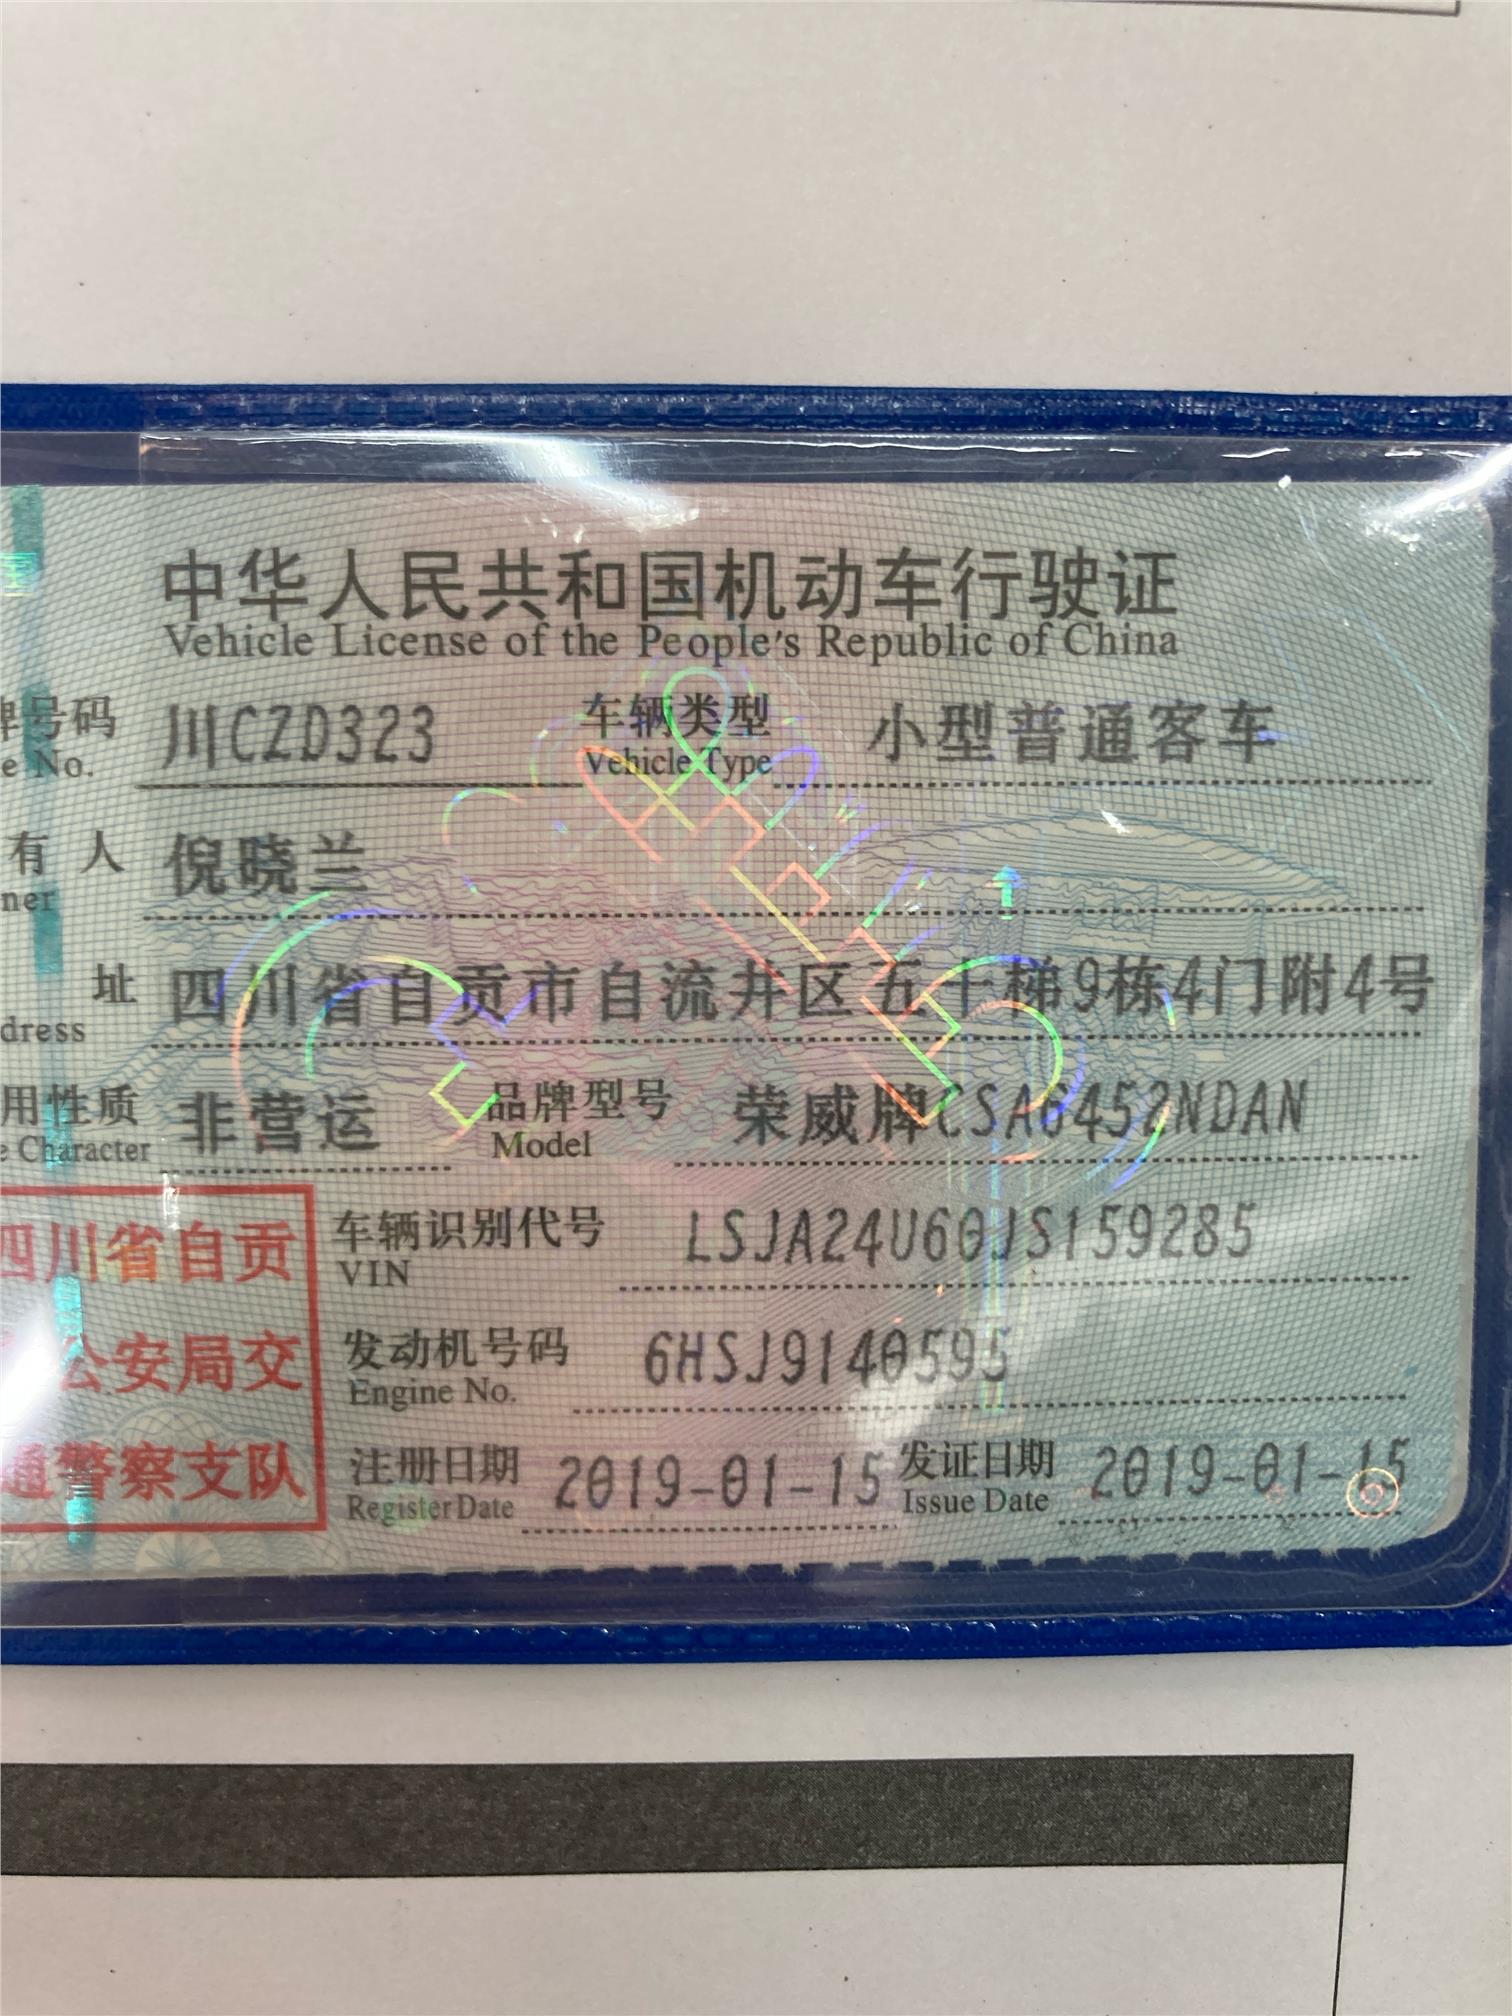 中华人民共和国机动车行驶证
Vehicle License of the People's Republic of China
号码 川CZD323 车辆类型 小型普通客车
e No. Vehicle Type
有人 倪晓兰
ner
址 四川省自贡市自流井区五十梯9栋4门附4号
dress
用性质 非营运 品牌型号 荣威牌CSA6452NDAN
e Character Model
四川省自贡
公安局交
通警察支队
车辆识别代号 LSJA24U60JS159285
VIN
发动机号码 6HSJ9140595
Engine No.
注册日期 2019-01-15 发证日期 2019-01-15
Register Date Issue Date